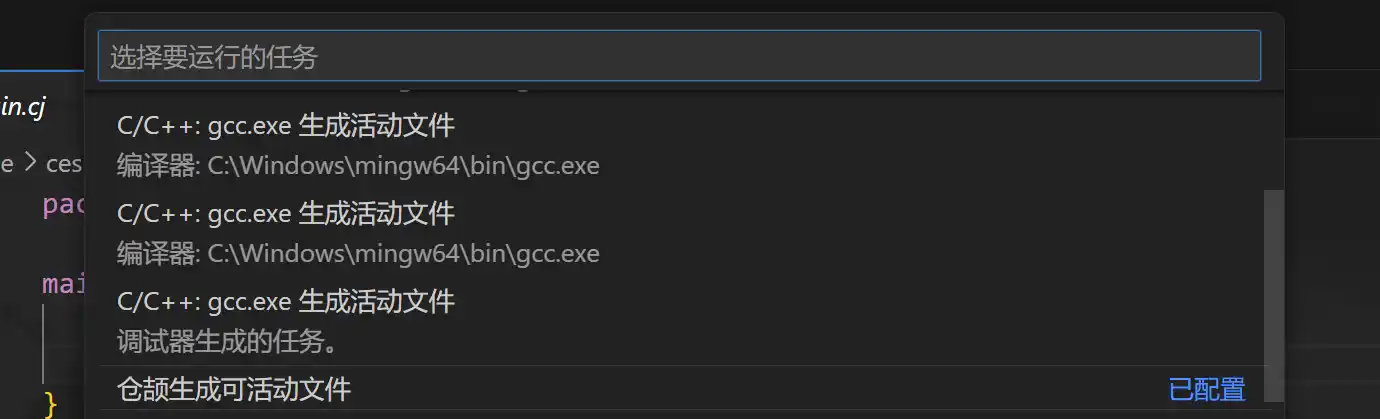 选择要运行的任务
in.cj
C/C++: gcc.exe 生成活动文件
e > ces
编译器: C:\Windows\mingw64\bin\gcc.exe
pac
C/C++: gcc.exe 生成活动文件
编译器: C:\Windows\mingw64\bin\gcc.exe
mai
C/C++: gcc.exe 生成活动文件
调试器生成的任务。
仓颉生成可活动文件 已配置
}